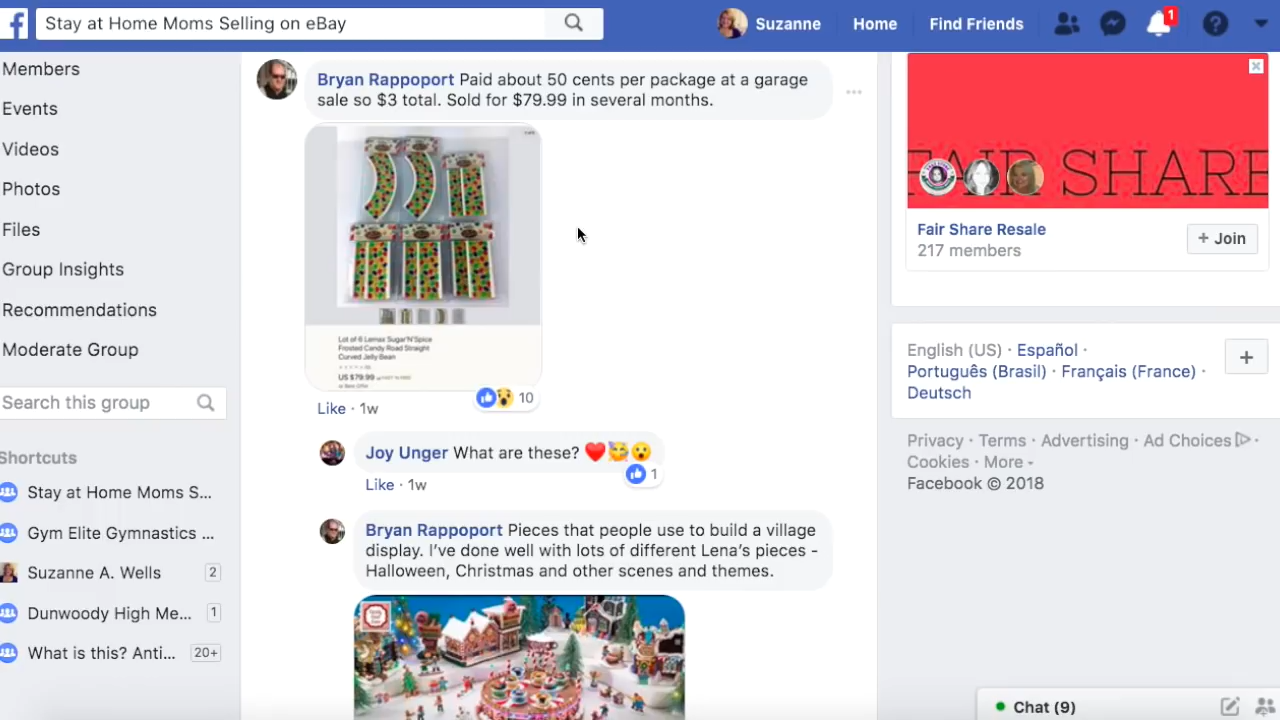 Stay at Home Moms Selling on eBay
Suzanne
Home
Find Friends
1
Members
Events
Videos
Photos
Files
Group Insights
Recommendations
Moderate Group
Search this group
Shortcuts
Stay at Home Moms S...
Gym Elite Gymnastics ...
Suzanne A. Wells 2
Dunwoody High Me... 1
What is this? Anti... 20+
Bryan Rappoport Paid about 50 cents per package at a garage
sale so $3 total. Sold for $79.99 in several months.
Lot of 6 Lemax Sugar'N'Spice
Frosted Candy Road Straight
Curved Jelly Bean
US $79.99
or Best Offer
Like · 1w
10
Joy Unger What are these?
1
Like · 1w
Bryan Rappoport Pieces that people use to build a village
display. I've done well with lots of different Lena's pieces -
Halloween, Christmas and other scenes and themes.
FAIR SHARE
Fair Share Resale
217 members
+ Join
English (US) · Español ·
Português (Brasil) · Français (France) ·
Deutsch
Privacy · Terms · Advertising · Ad Choices ·
Cookies · More
Facebook © 2018
Chat (9)